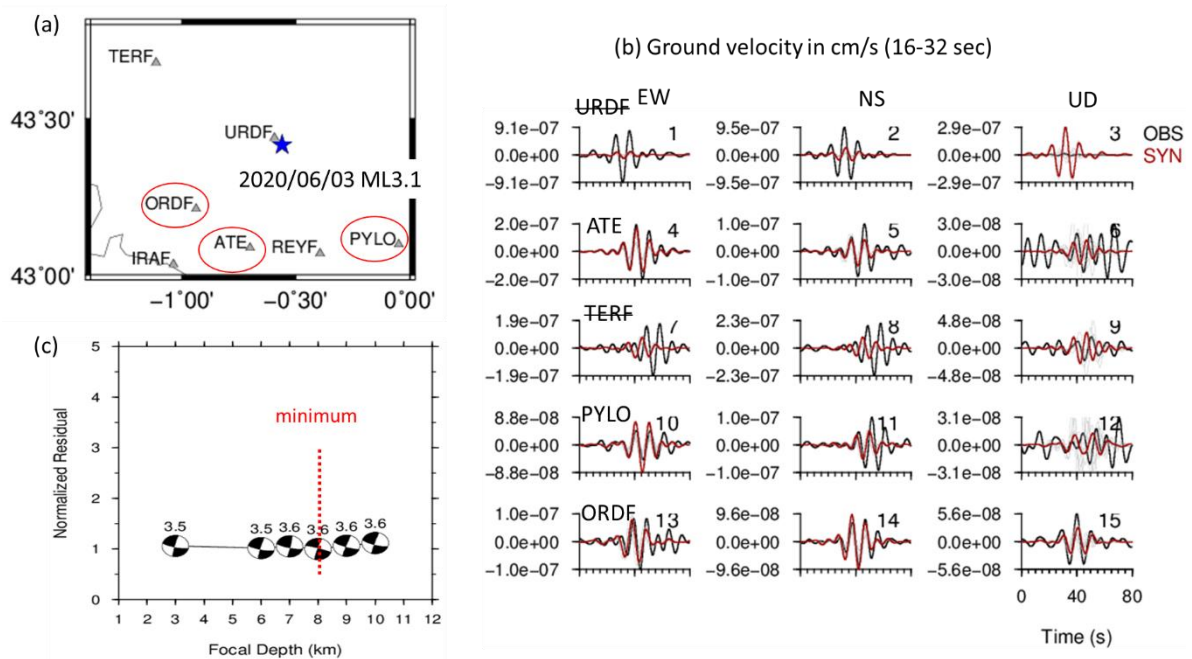 (a)
TERF
43°30'
URDF
2020/06/03 ML3.1
ORDF
ATE
PYLO
IRAF
REYF
43°00'
−1°00'
−0°30'
0°00'
(b) Ground velocity in cm/s (16-32 sec)
URDF EW NS UD
9.1e−07 1 9.5e−07 2 2.9e−07 3 OBS
0.0e+00 0.0e+00 0.0e+00 SYN
−9.1e−07 −9.5e−07 −2.9e−07
2.0e−07 ATE 4 1.0e−07 5 3.0e−08 6
0.0e+00 0.0e+00 0.0e+00
−2.0e−07 −1.0e−07 −3.0e−08
TERF
1.9e−07 7 2.3e−07 8 4.8e−08 9
0.0e+00 0.0e+00 0.0e+00
−1.9e−07 −2.3e−07 −4.8e−08
8.8e−08 PYLO 10 1.0e−07 11 3.1e−08 12
0.0e+00 0.0e+00 0.0e+00
−8.8e−08 −1.0e−07 −3.1e−08
1.0e−07 ORDF 13 9.6e−08 14 5.6e−08 15
0.0e+00 0.0e+00 0.0e+00
−1.0e−07 −9.6e−08 −5.6e−08
0 40 80
Time (s)
(c)
Normalized Residual
5
4
3
2
1
0
minimum
3.5 3.5 3.6 3.6 3.6 3.6
1 2 3 4 5 6 7 8 9 10 11 12
Focal Depth (km)